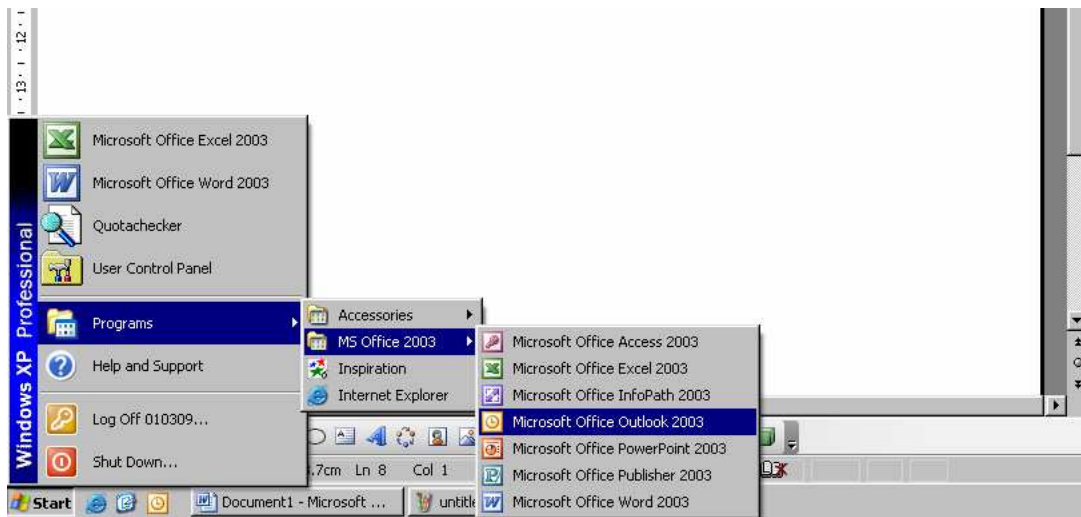 12
13
Windows XP Professional
Microsoft Office Excel 2003
Microsoft Office Word 2003
Quotachecker
User Control Panel
Programs
Help and Support
Log Off 010309...
Shut Down...
Accessories
MS Office 2003
Inspiration
Internet Explorer
Microsoft Office Access 2003
Microsoft Office Excel 2003
Microsoft Office InfoPath 2003
Microsoft Office Outlook 2003
Microsoft Office PowerPoint 2003
Microsoft Office Publisher 2003
Microsoft Office Word 2003
.7cm Ln 8 Col 1
Start
Document1 - Microsoft ...
untitle